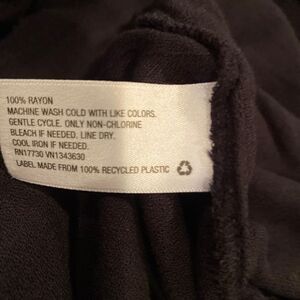 100% RAYON
MACHINE WASH COLD WITH LIKE COLORS.
GENTLE CYCLE. ONLY NON-CHLORINE
BLEACH IF NEEDED. LINE DRY.
COOL IRON IF NEEDED.
RN17730 VN1343630
LABEL MADE FROM 100% RECYCLED PLASTIC